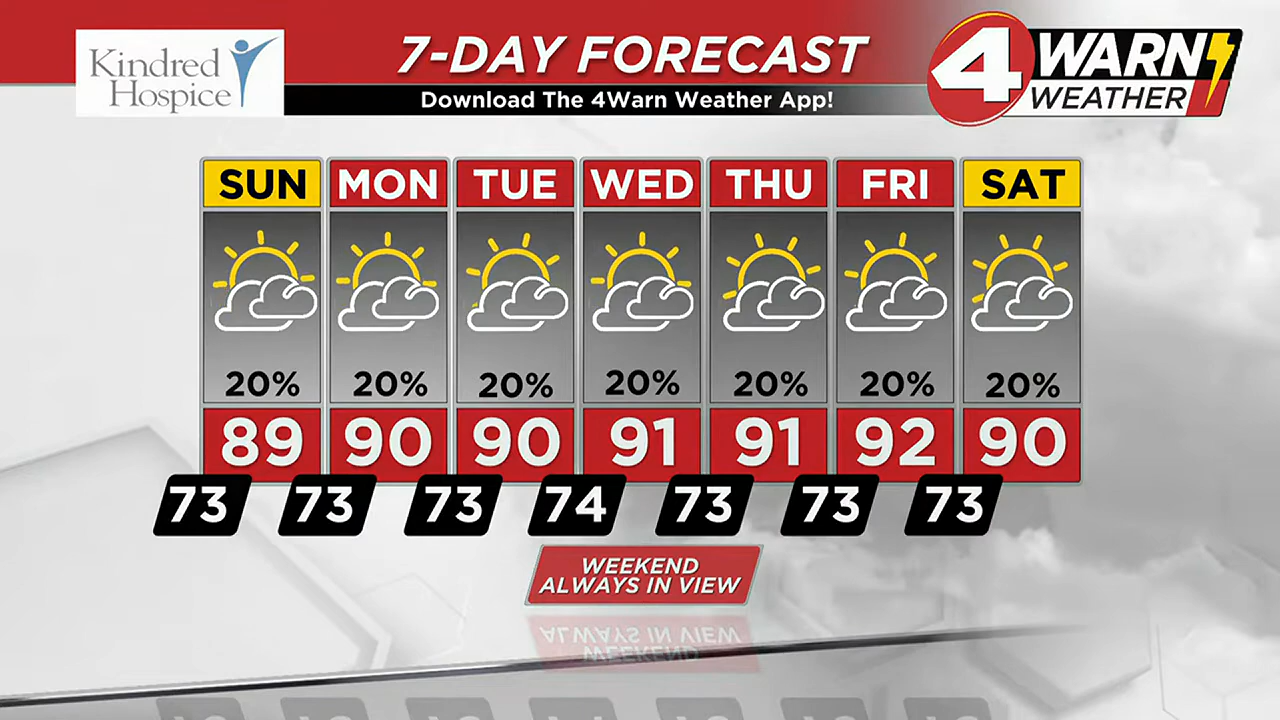 Kindred
Hospice
7-DAY FORECAST
Download The 4Warn Weather App!
4 WARN
WEATHER
SUN MON TUE WED THU FRI SAT
20% 20% 20% 20% 20% 20% 20%
89 90 90 91 91 92 90
73 73 73 74 73 73 73
WEEKEND
ALWAYS IN VIEW